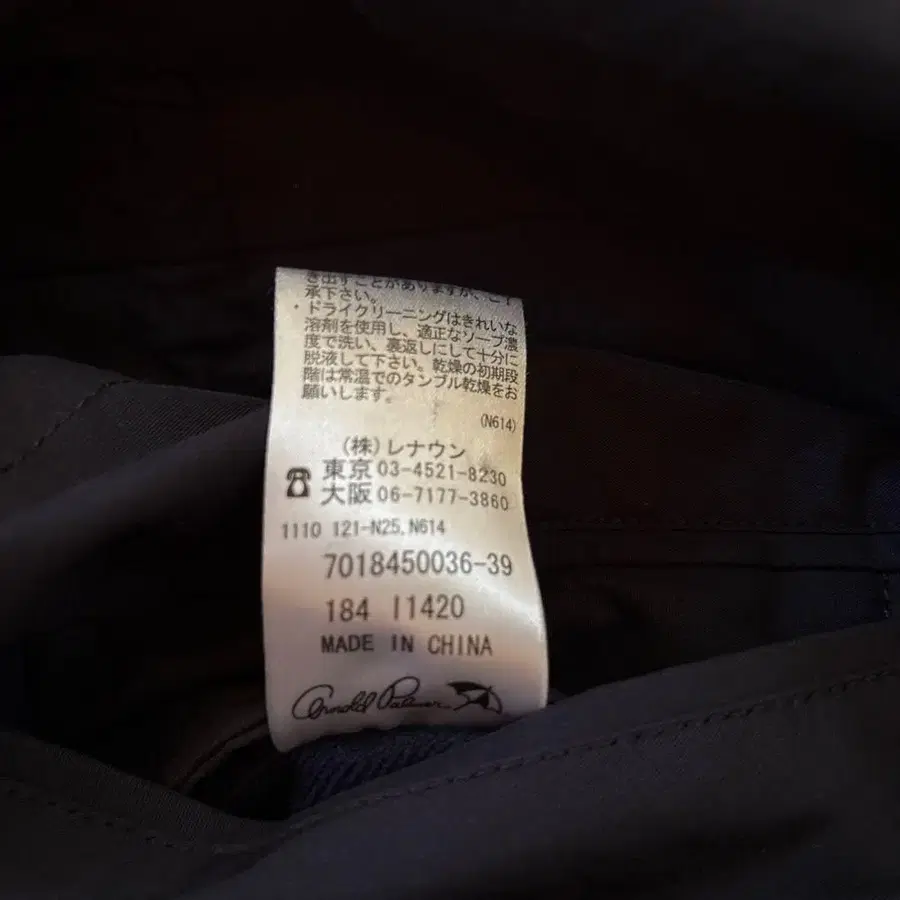 き出すことがありますが、ご了
承下さい。
・ドライクリーニングはきれいな
溶剤を使用し、適正なソープ濃
度で洗い、裏返しにして十分に
脱液して下さい。乾燥の初期段
階は常温でのタンブル乾燥をお
願いします。
(N614)
(株)レナウン
☎ 東京 03-4521-8230
大阪 06-7177-3860
1110 121-N25,N614
7018450036-39
184 I1420
MADE IN CHINA
Arnold Palmer